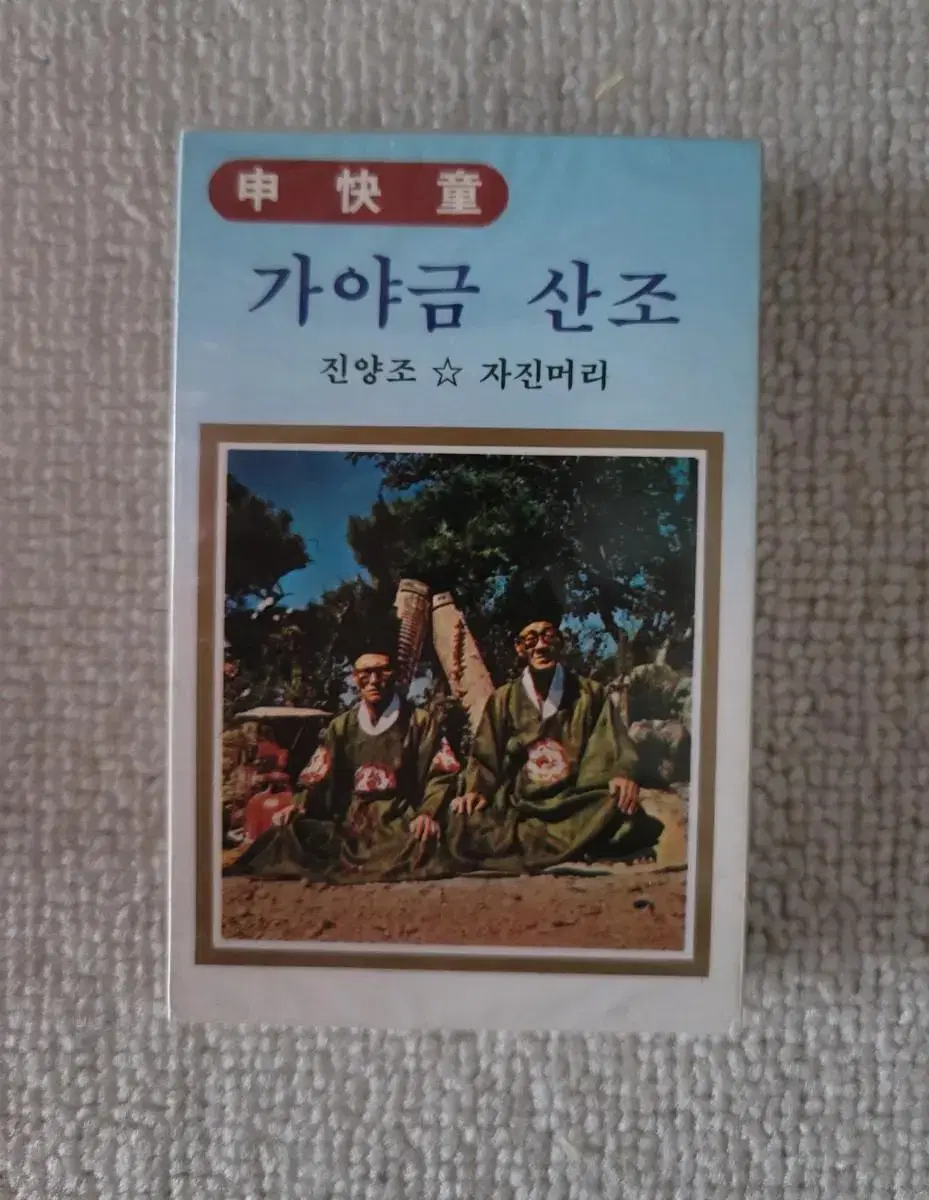 申快童
가야금 산조
진양조 ☆ 자진머리